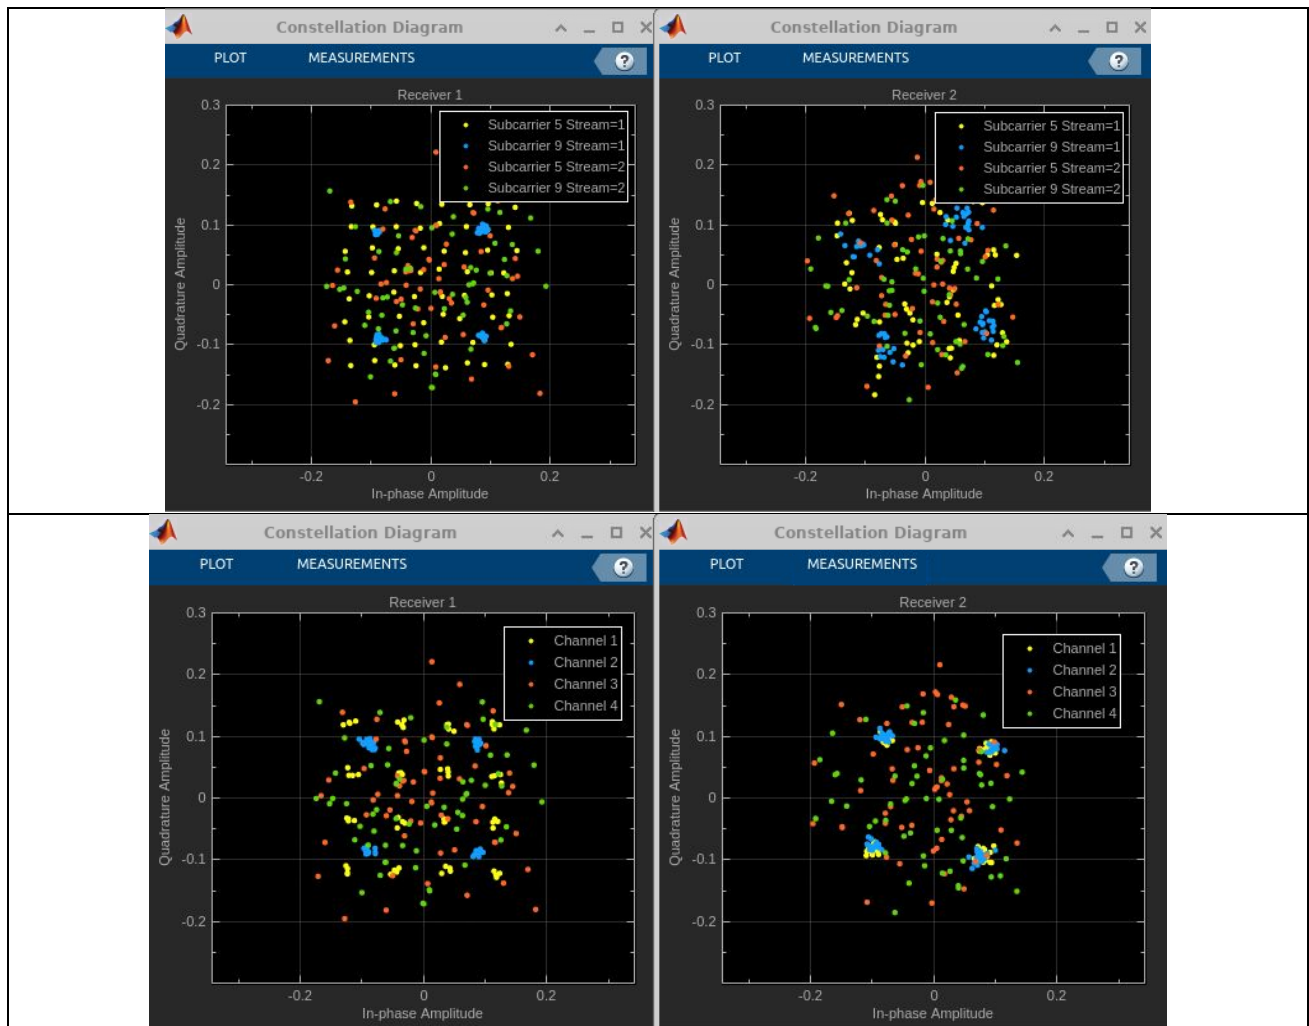 Constellation Diagram
PLOT MEASUREMENTS ?
Receiver 1
Subcarrier 5 Stream=1
Subcarrier 9 Stream=1
Subcarrier 5 Stream=2
Subcarrier 9 Stream=2
0.3
0.2
0.1
0
-0.1
-0.2
Quadrature Amplitude
-0.2 0 0.2
In-phase Amplitude
Constellation Diagram
PLOT MEASUREMENTS ?
Receiver 2
Subcarrier 5 Stream=1
Subcarrier 9 Stream=1
Subcarrier 5 Stream=2
Subcarrier 9 Stream=2
0.3
0.2
0.1
0
-0.1
-0.2
Quadrature Amplitude
-0.2 0 0.2
In-phase Amplitude
Constellation Diagram
PLOT MEASUREMENTS ?
Receiver 1
Channel 1
Channel 2
Channel 3
Channel 4
0.3
0.2
0.1
0
-0.1
-0.2
Quadrature Amplitude
-0.2 0 0.2
In-phase Amplitude
Constellation Diagram
PLOT MEASUREMENTS ?
Receiver 2
Channel 1
Channel 2
Channel 3
Channel 4
0.3
0.2
0.1
0
-0.1
-0.2
Quadrature Amplitude
-0.2 0 0.2
In-phase Amplitude